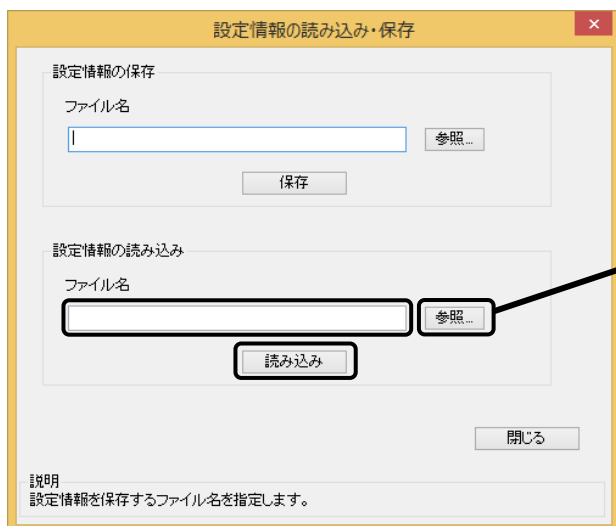 設定情報の読み込み・保存
設定情報の保存
ファイル名
参照...
保存
設定情報の読み込み
ファイル名
参照...
読み込み
閉じる
説明
設定情報を保存するファイル名を指定します。